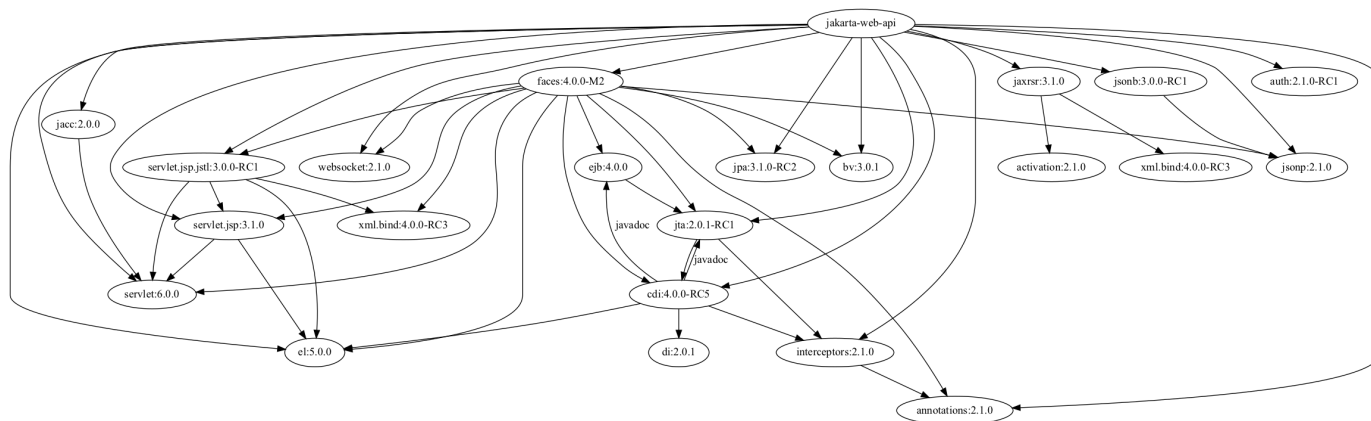 jakarta-web-api
faces:4.0.0-M2
jaxrsr:3.1.0
jsonb:3.0.0-RC1
auth:2.1.0-RC1
jacc:2.0.0
servlet.jsp.jstl:3.0.0-RC1
websocket:2.1.0
ejb:4.0.0
jpa:3.1.0-RC2
bv:3.0.1
activation:2.1.0
xml.bind:4.0.0-RC3
jsonp:2.1.0
servlet.jsp:3.1.0
xml.bind:4.0.0-RC3
javadoc
jta:2.0.1-RC1
javadoc
servlet:6.0.0
cdi:4.0.0-RC5
el:5.0.0
di:2.0.1
interceptors:2.1.0
annotations:2.1.0